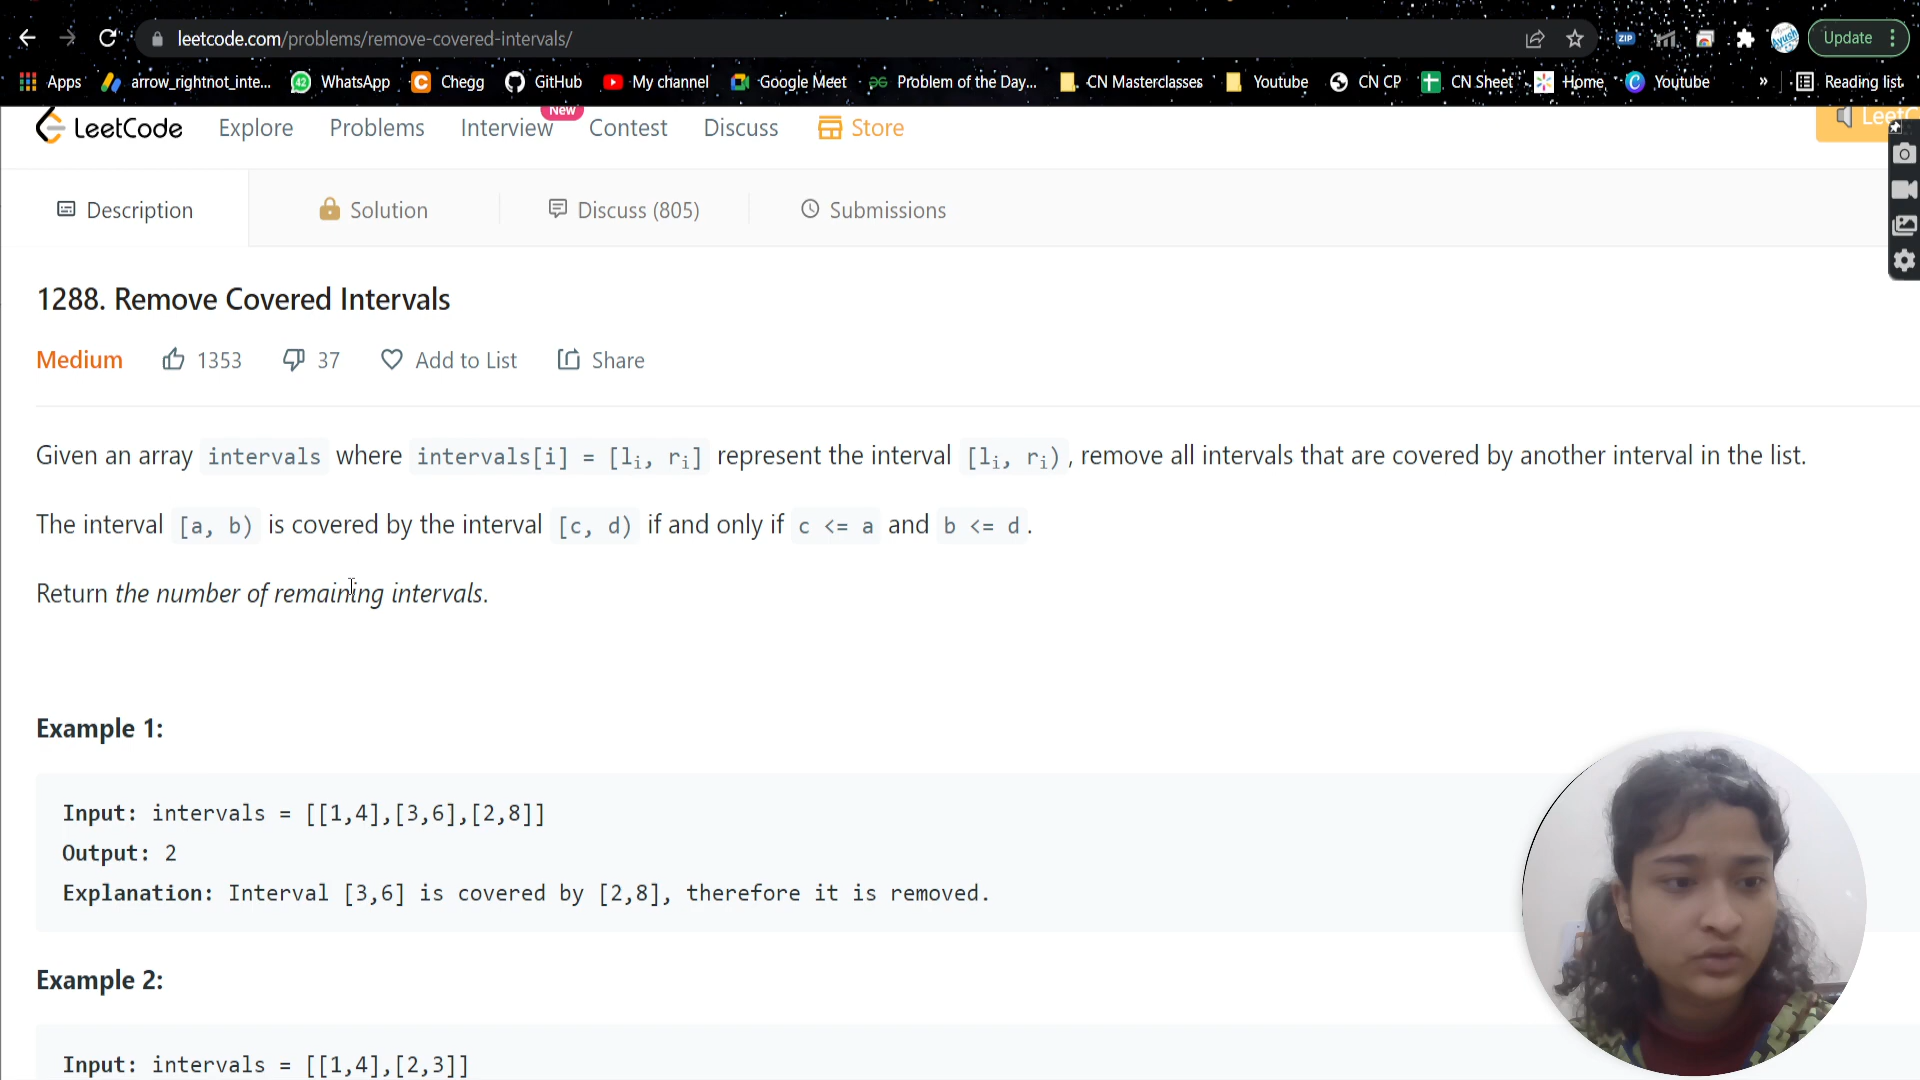 leetcode.com/problems/remove-covered-intervals/
ZIP
Update
Apps arrow_rightnot_inte... 42 WhatsApp Chegg GitHub My channel Google Meet Problem of the Day... CN Masterclasses Youtube CN CP CN Sheet Home Youtube » Reading list
LeetCode Explore Problems Interview New Contest Discuss Store
Description Solution Discuss (805) Submissions
1288. Remove Covered Intervals
Medium 1353 37 Add to List Share
Given an array intervals where intervals[i] = [lᵢ, rᵢ] represent the interval [lᵢ, rᵢ), remove all intervals that are covered by another interval in the list.
The interval [a, b) is covered by the interval [c, d) if and only if c <= a and b <= d.
Return the number of remaining intervals.
Example 1:
Input: intervals = [[1,4],[3,6],[2,8]]
Output: 2
Explanation: Interval [3,6] is covered by [2,8], therefore it is removed.
Example 2:
Input: intervals = [[1,4],[2,3]]